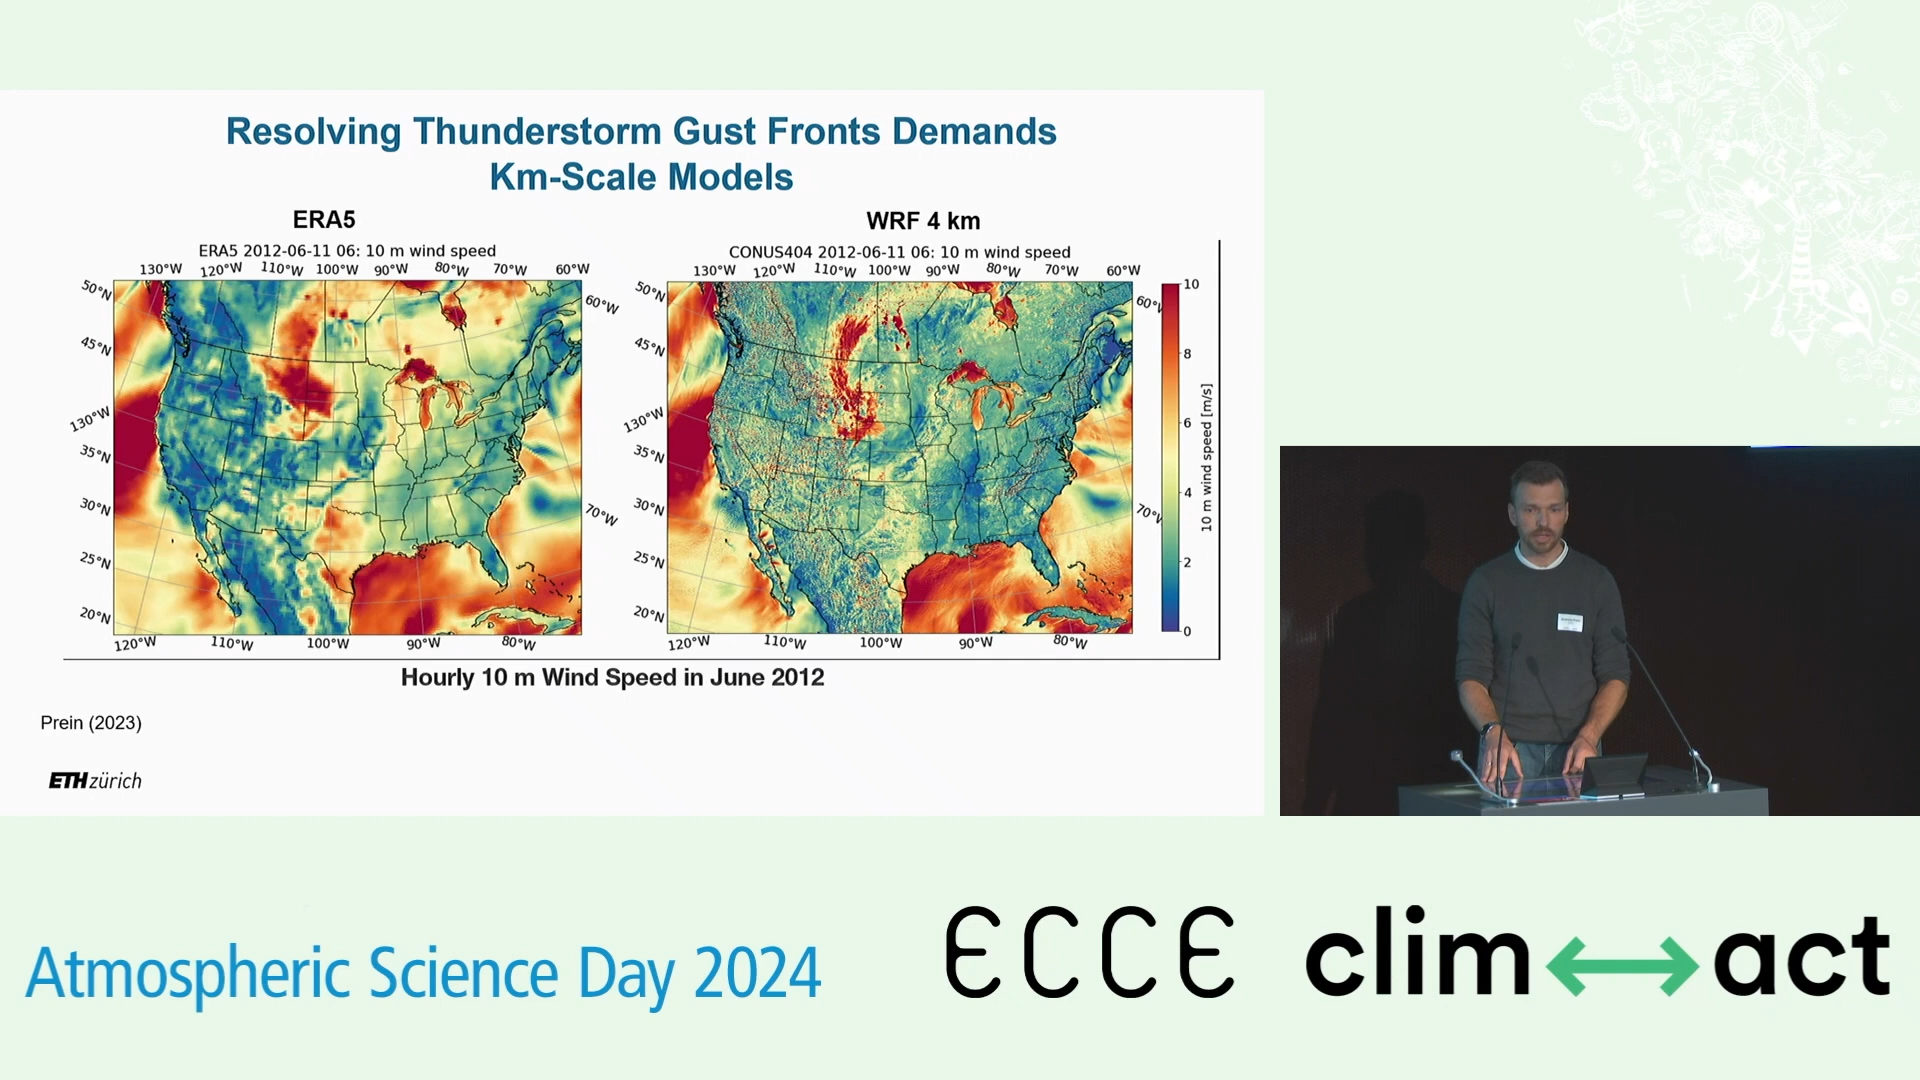 Resolving Thunderstorm Gust Fronts Demands
Km-Scale Models
ERA5
WRF 4 km
ERA5 2012-06-11 06: 10 m wind speed
CONUS404 2012-06-11 06: 10 m wind speed
130°W 120°W 110°W 100°W 90°W 80°W 70°W 60°W
130°W 120°W 110°W 100°W 90°W 80°W 70°W 60°W
50°N
45°N
130°W
35°N
30°N
25°N
20°N
60°W
70°W
120°W 110°W 100°W 90°W 80°W
50°N
45°N
130°W
35°N
30°N
25°N
20°N
60°W
70°W
120°W 110°W 100°W 90°W 80°W
10
8
6
4
2
0
10 m wind speed [m/s]
Hourly 10 m Wind Speed in June 2012
Prein (2023)
ETH zürich
Atmospheric Science Day 2024
ECCE
clim act